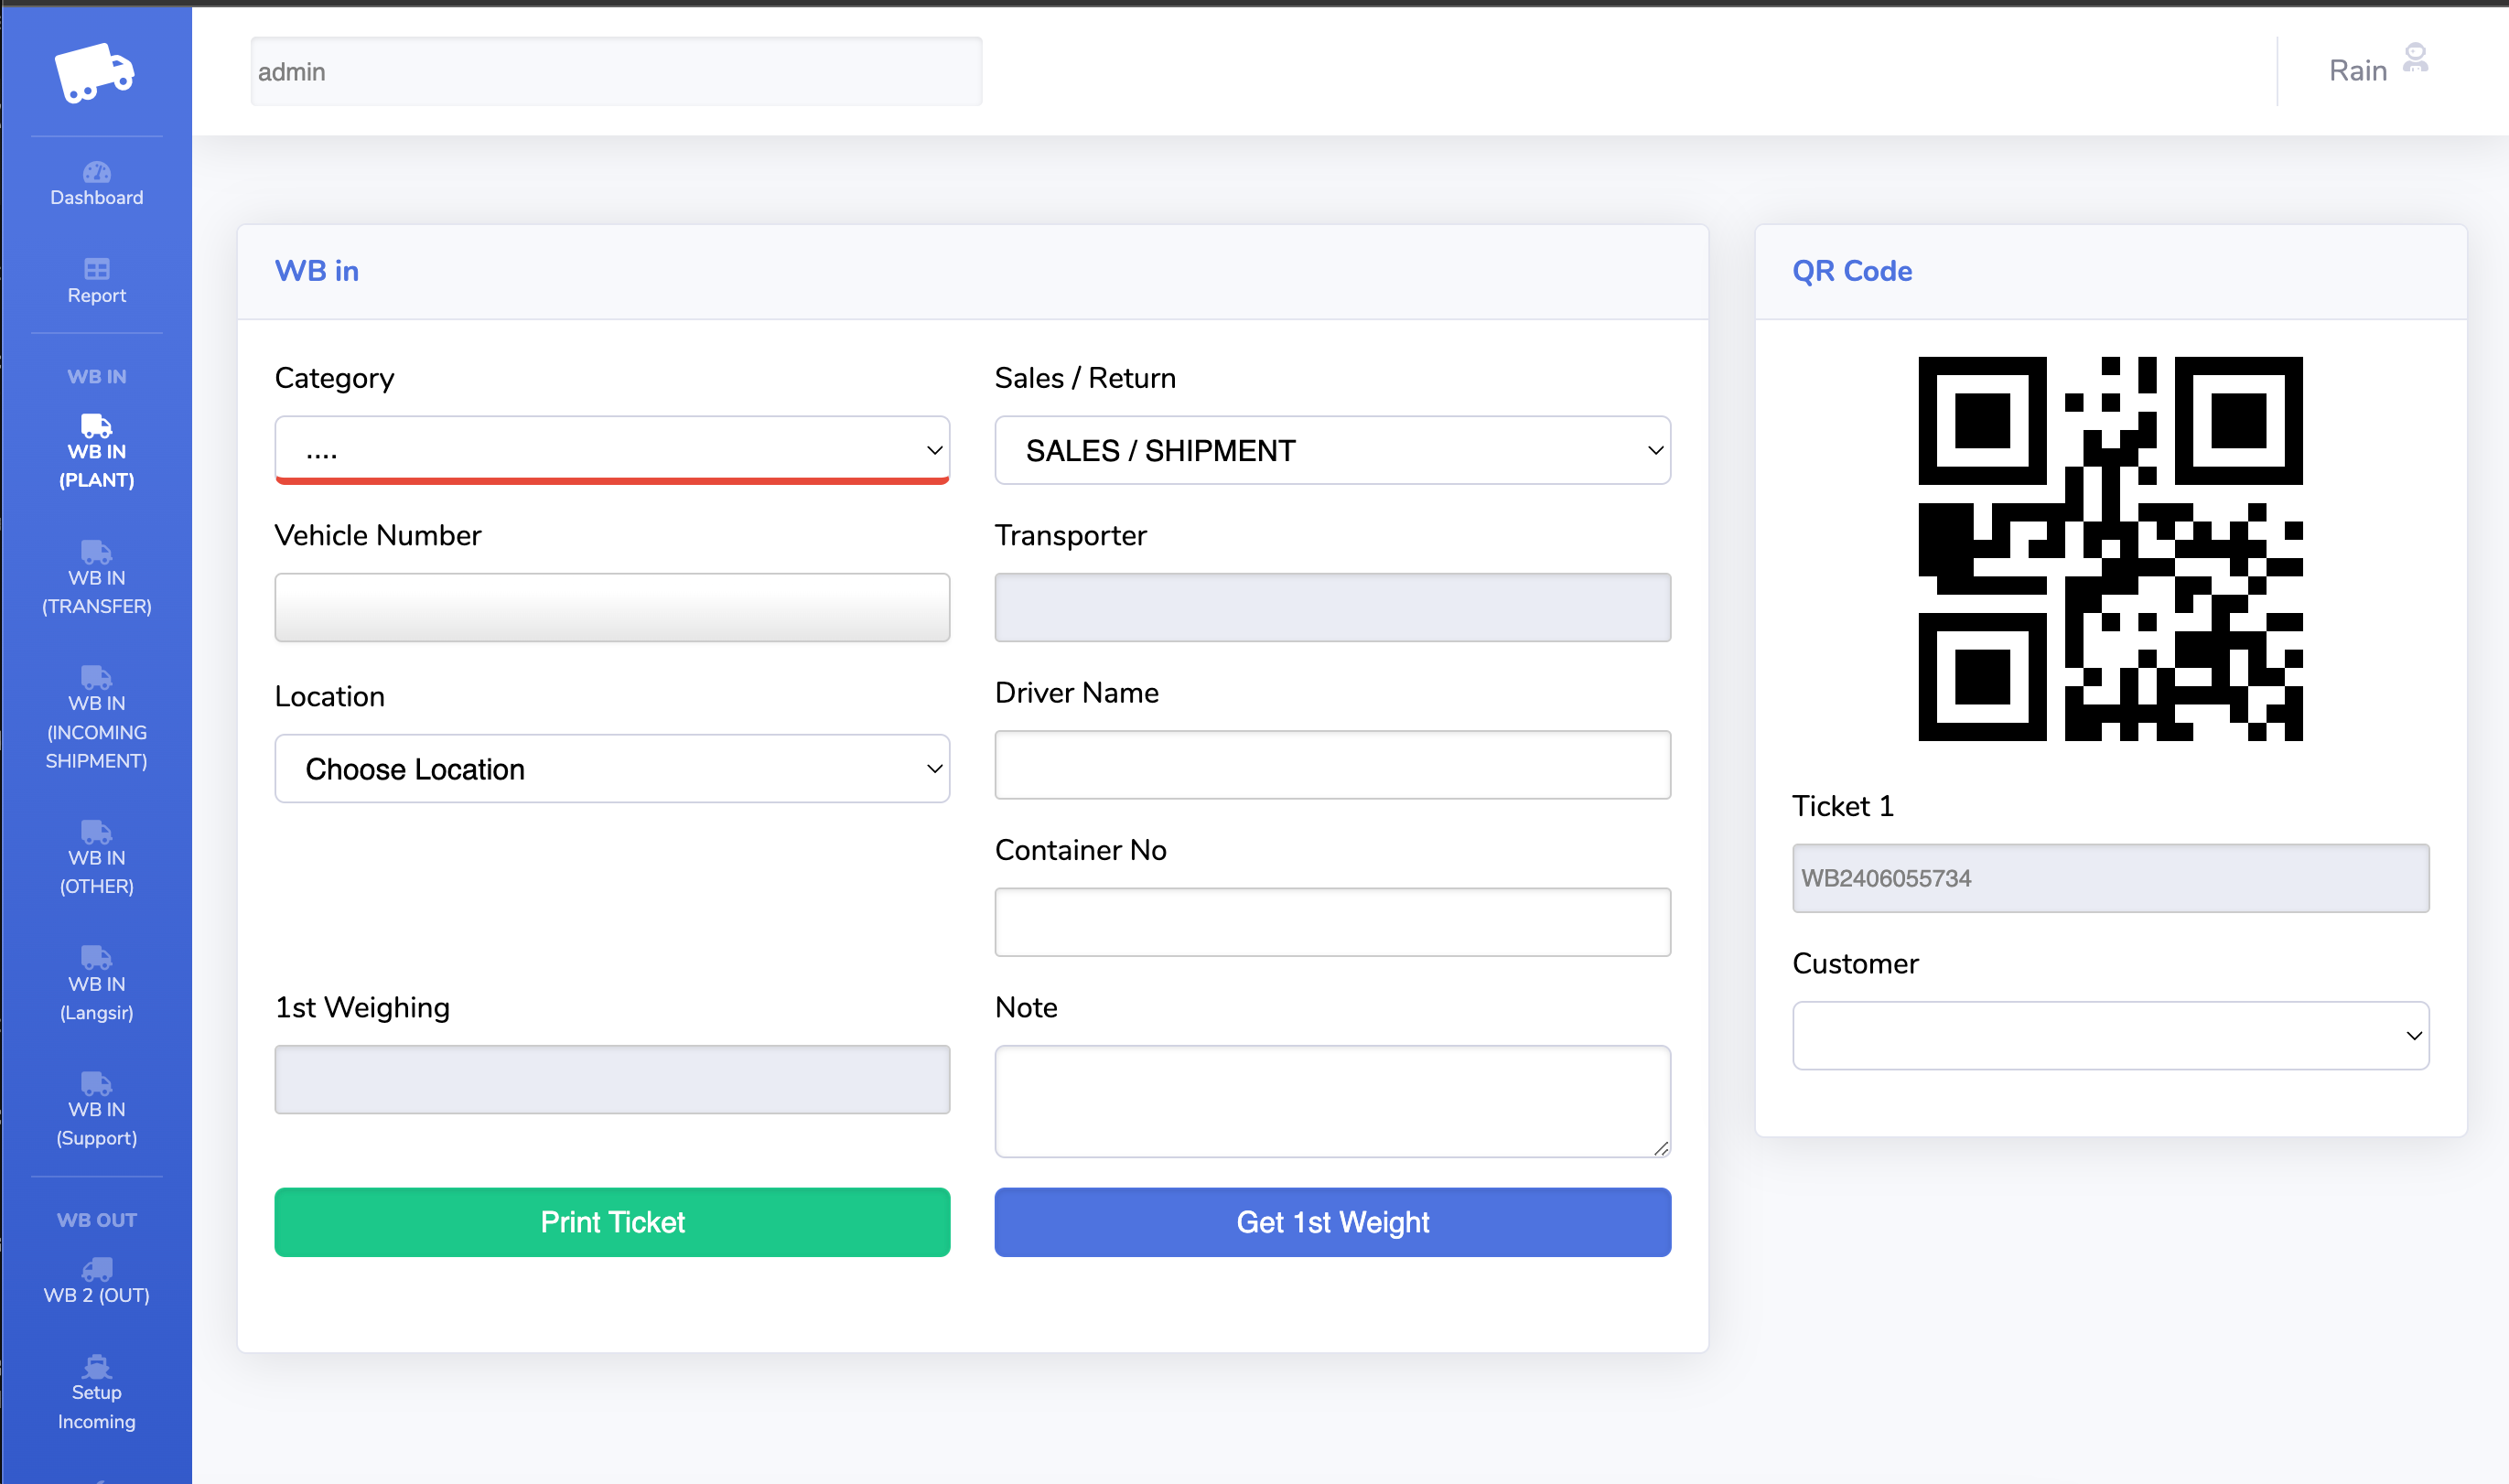 admin
Rain
Dashboard
Report
WB IN
WB IN
(PLANT)
WB IN
(TRANSFER)
WB IN
(INCOMING
SHIPMENT)
WB IN
(OTHER)
WB IN
(Langsir)
WB IN
(Support)
WB OUT
WB 2 (OUT)
Setup
Incoming
WB in
Category
....
Sales / Return
SALES / SHIPMENT
Vehicle Number
Transporter
Location
Choose Location
Driver Name
Container No
1st Weighing
Note
Print Ticket
Get 1st Weight
QR Code
Ticket 1
WB2406055734
Customer